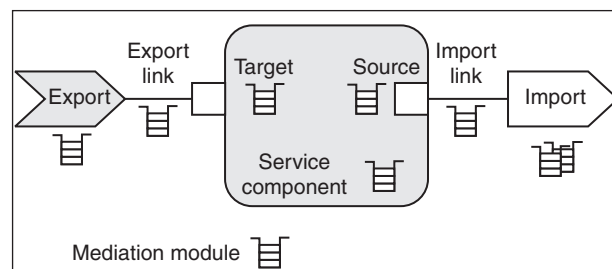 Export
link
Import
link
Target
Source
Export
Import
Service
component
Mediation module